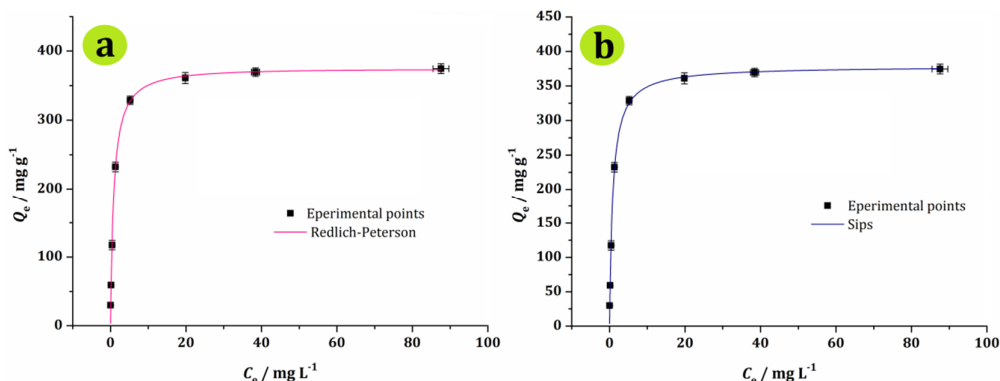 a
400
300
200
100
0
Qe / mg g-1
Eperimental points
Redlich-Peterson
0 20 40 60 80 100
Ce / mg L-1
b
450
400
350
300
250
200
150
100
50
0
Qe / mg g-1
Eperimental points
Sips
0 20 40 60 80 100
Ce / mg L-1